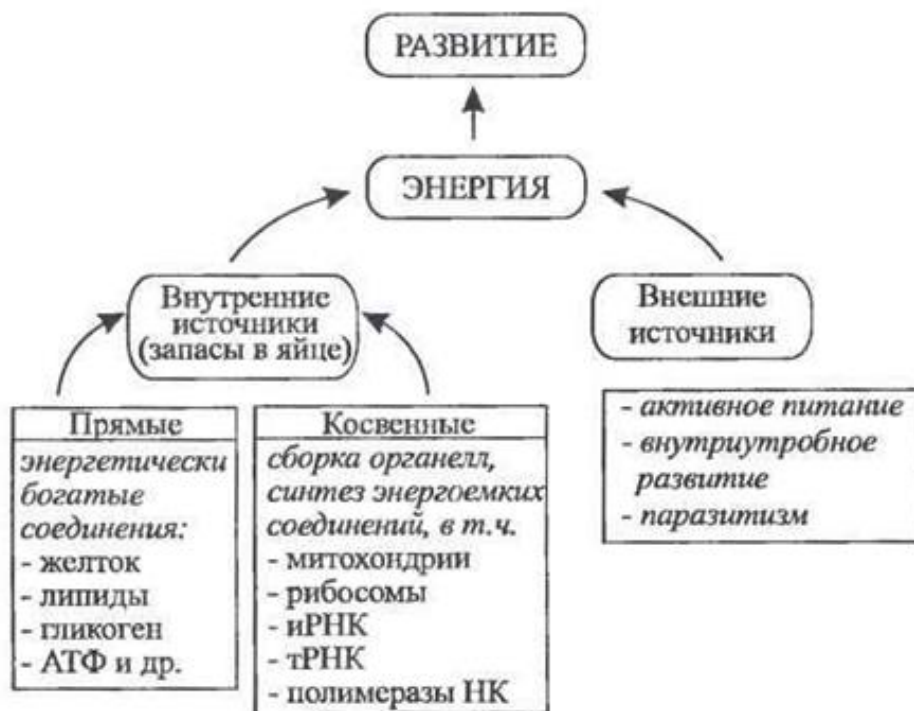 РАЗВИТИЕ
ЭНЕРГИЯ
Внутренние
источники
(запасы в яйце)
Внешние
источники
Прямые
энергетически
богатые
соединения:
- желток
- липиды
- гликоген
- АТФ и др.
Косвенные
сборка органелл,
синтез энергоемких
соединений, в т.ч.
- митохондрии
- рибосомы
- иРНК
- тРНК
- полимеразы НК
- активное питание
- внутриутробное
развитие
- паразитизм